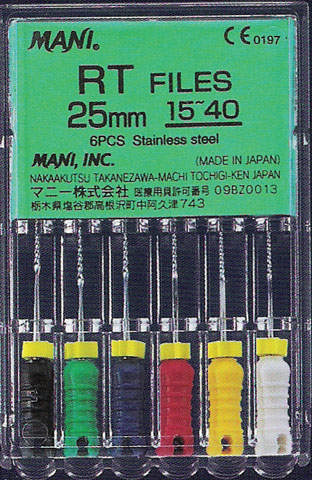 MANI® CE 0197
RT FILES
25mm 15~40
6PCS Stainless steel
MANI, INC. (MADE IN JAPAN)
NAKAAKUTSU TAKANEZAWA-MACHI TOCHIGI-KEN JAPAN
マニー株式会社 医療用具許可番号 09BZ0013
栃木県塩谷郡高根沢町中阿久津743
MANI®